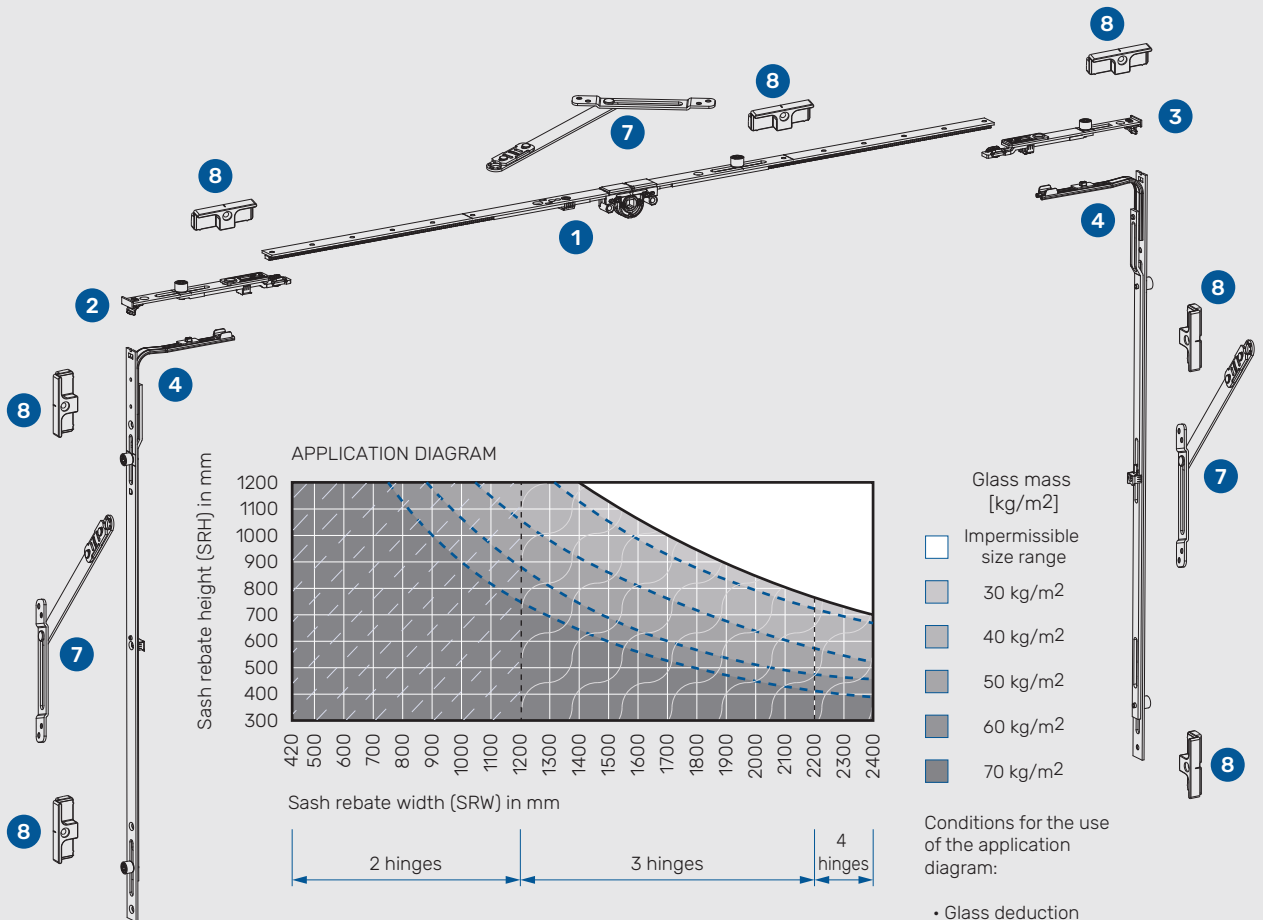 8
8
3
7
8
1
4
2
8
4
8
7
APPLICATION DIAGRAM
Sash rebate height (SRH) in mm
1200
1000
900
800
700
600
500
400
300
420 500 600 700 800 900 1000 1100 1200 1300 1400 1500 1600 1700 1800 1900 2000 2100 2200 2300 2400
Sash rebate width (SRW) in mm
2 hinges
3 hinges
4
hinges
Glass mass
[kg/m2]
Impermissible
size range
30 kg/m2
40 kg/m2
50 kg/m2
60 kg/m2
70 kg/m2
7
8
8
Conditions for the use
of the application
diagram:
• Glass deduction